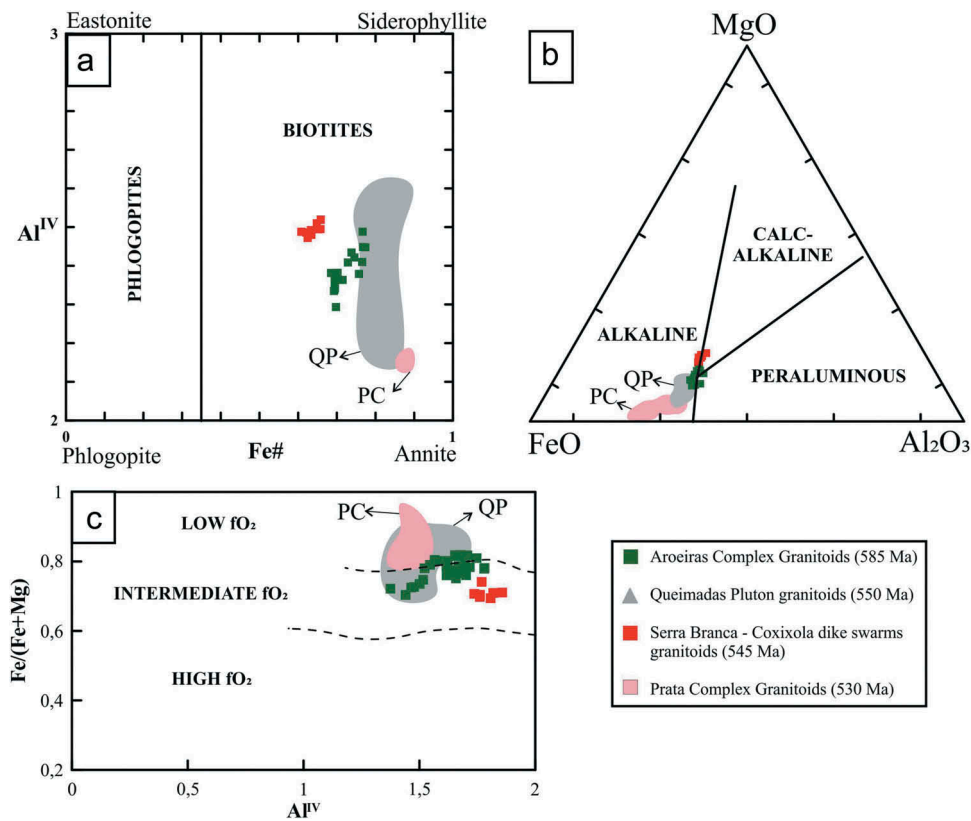 Eastonite
Siderophyllite
3
a
BIOTITES
PHLOGOPITES
Al^IV
QP
PC
2
0
Fe#
1
Phlogopite
Annite
b
MgO
CALC-
ALKALINE
ALKALINE
QP
PC
PERALUMINOUS
FeO
Al₂O₃
c
1
LOW fO₂
PC
QP
0,8
INTERMEDIATE fO₂
Fe/(Fe+Mg)
0,6
HIGH fO₂
0,4
0,2
0
0,5
1
1,5
2
Al^IV
Aroeiras Complex Granitoids (585 Ma)
Queimadas Pluton granitoids (550 Ma)
Serra Branca - Coxixola dike swarms
granitoids (545 Ma)
Prata Complex Granitoids (530 Ma)